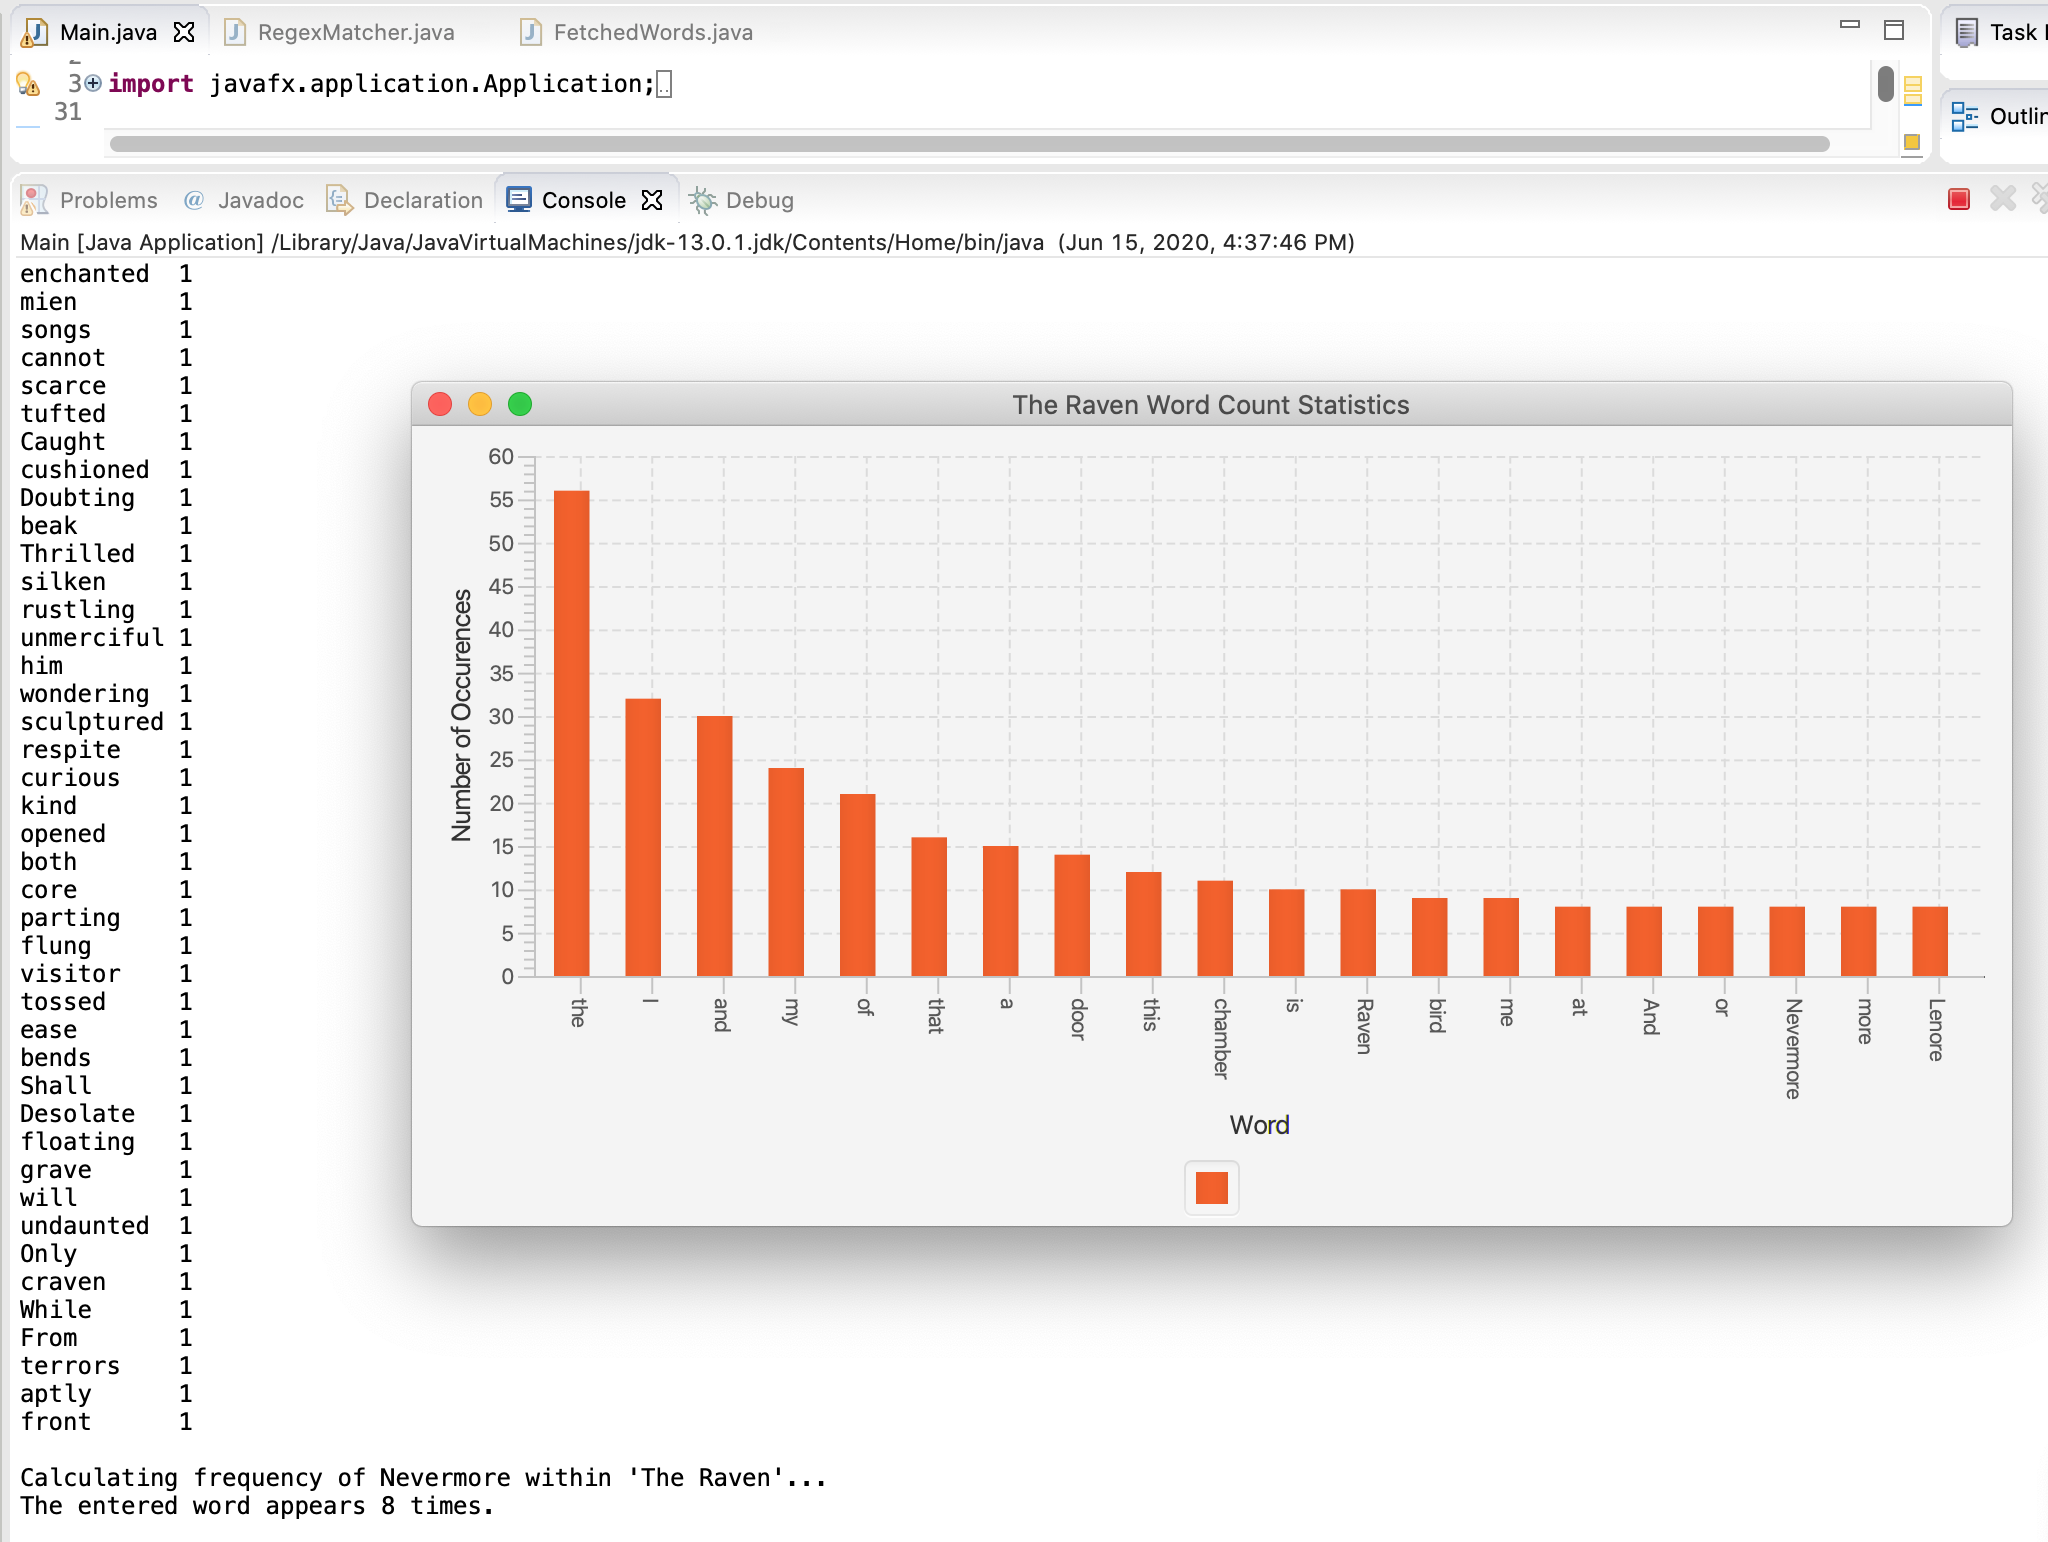 Main.java
RegexMatcher.java
FetchedWords.java
Task
3 import javafx.application.Application;
31
Outlin
Problems
Javadoc
Declaration
Console
Debug
Main [Java Application] /Library/Java/JavaVirtualMachines/jdk-13.0.1.jdk/Contents/Home/bin/java (Jun 15, 2020, 4:37:46 PM)
enchanted 1
mien 1
songs 1
cannot 1
scarce 1
tufted 1
Caught 1
cushioned 1
Doubting 1
beak 1
Thrilled 1
silken 1
rustling 1
unmerciful 1
him 1
wondering 1
sculptured 1
respite 1
curious 1
kind 1
opened 1
both 1
core 1
parting 1
flung 1
visitor 1
tossed 1
ease 1
bends 1
Shall 1
Desolate 1
floating 1
grave 1
will 1
undaunted 1
Only 1
craven 1
While 1
From 1
terrors 1
aptly 1
front 1
Calculating frequency of Nevermore within 'The Raven'...
The entered word appears 8 times.
The Raven Word Count Statistics
60
55
50
45
40
35
30
25
20
15
10
5
0
Number of Occurences
the
I
and
my
of
that
a
door
this
chamber
is
Raven
bird
me
at
And
or
Nevermore
more
Lenore
Word